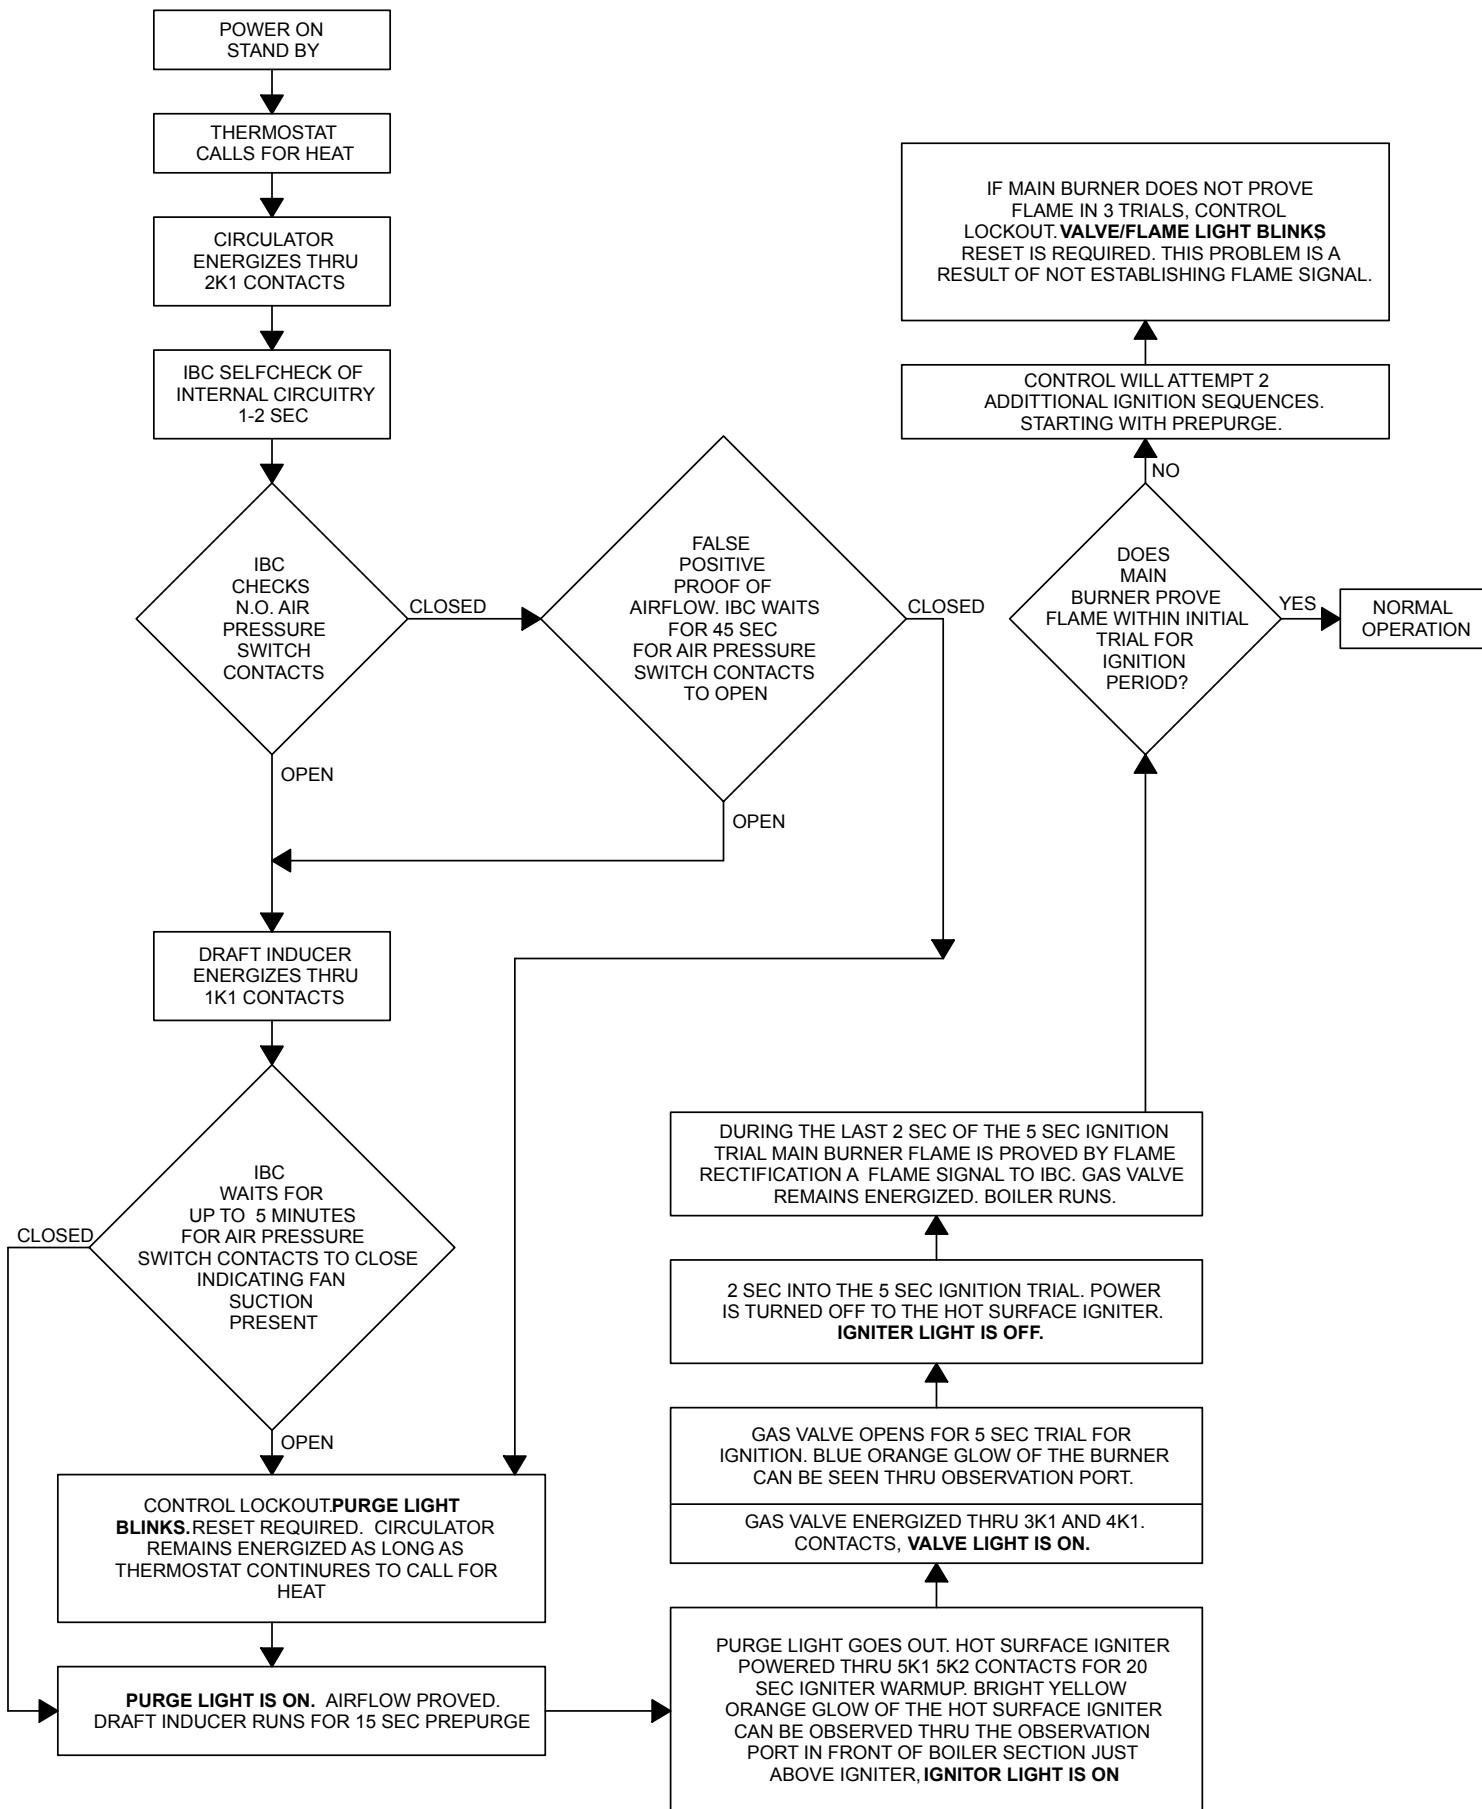 POWER ON
STAND BY
THERMOSTAT
CALLS FOR HEAT
CIRCULATOR
ENERGIZES THRU
2K1 CONTACTS
IBC SELFCHECK OF
INTERNAL CIRCUITRY
1-2 SEC
IBC
CHECKS
N.O. AIR
PRESSURE
SWITCH
CONTACTS
CLOSED
OPEN
FALSE
POSITIVE
PROOF OF
AIRFLOW. IBC WAITS
FOR 45 SEC
FOR AIR PRESSURE
SWITCH CONTACTS
TO OPEN
CLOSED
OPEN
DRAFT INDUCER
ENERGIZES THRU
1K1 CONTACTS
IBC
WAITS FOR
UP TO 5 MINUTES
FOR AIR PRESSURE
SWITCH CONTACTS TO CLOSE
INDICATING FAN
SUCTION
PRESENT
CLOSED
OPEN
CONTROL LOCKOUT.PURGE LIGHT
BLINKS.RESET REQUIRED. CIRCULATOR
REMAINS ENERGIZED AS LONG AS
THERMOSTAT CONTINURES TO CALL FOR
HEAT
PURGE LIGHT IS ON. AIRFLOW PROVED.
DRAFT INDUCER RUNS FOR 15 SEC PREPURGE
PURGE LIGHT GOES OUT. HOT SURFACE IGNITER
POWERED THRU 5K1 5K2 CONTACTS FOR 20
SEC IGNITER WARMUP. BRIGHT YELLOW
ORANGE GLOW OF THE HOT SURFACE IGNITER
CAN BE OBSERVED THRU THE OBSERVATION
PORT IN FRONT OF BOILER SECTION JUST
ABOVE IGNITER, IGNITOR LIGHT IS ON
GAS VALVE OPENS FOR 5 SEC TRIAL FOR
IGNITION. BLUE ORANGE GLOW OF THE BURNER
CAN BE SEEN THRU OBSERVATION PORT.
GAS VALVE ENERGIZED THRU 3K1 AND 4K1.
CONTACTS, VALVE LIGHT IS ON.
2 SEC INTO THE 5 SEC IGNITION TRIAL. POWER
IS TURNED OFF TO THE HOT SURFACE IGNITER.
IGNITER LIGHT IS OFF.
DURING THE LAST 2 SEC OF THE 5 SEC IGNITION
TRIAL MAIN BURNER FLAME IS PROVED BY FLAME
RECTIFICATION A FLAME SIGNAL TO IBC. GAS VALVE
REMAINS ENERGIZED. BOILER RUNS.
DOES
MAIN
BURNER PROVE
FLAME WITHIN INITIAL
TRIAL FOR
IGNITION
PERIOD?
YES
NORMAL
OPERATION
NO
CONTROL WILL ATTEMPT 2
ADDITTIONAL IGNITION SEQUENCES.
STARTING WITH PREPURGE.
IF MAIN BURNER DOES NOT PROVE
FLAME IN 3 TRIALS, CONTROL
LOCKOUT.VALVE/FLAME LIGHT BLINKS,
RESET IS REQUIRED. THIS PROBLEM IS A
RESULT OF NOT ESTABLISHING FLAME SIGNAL.